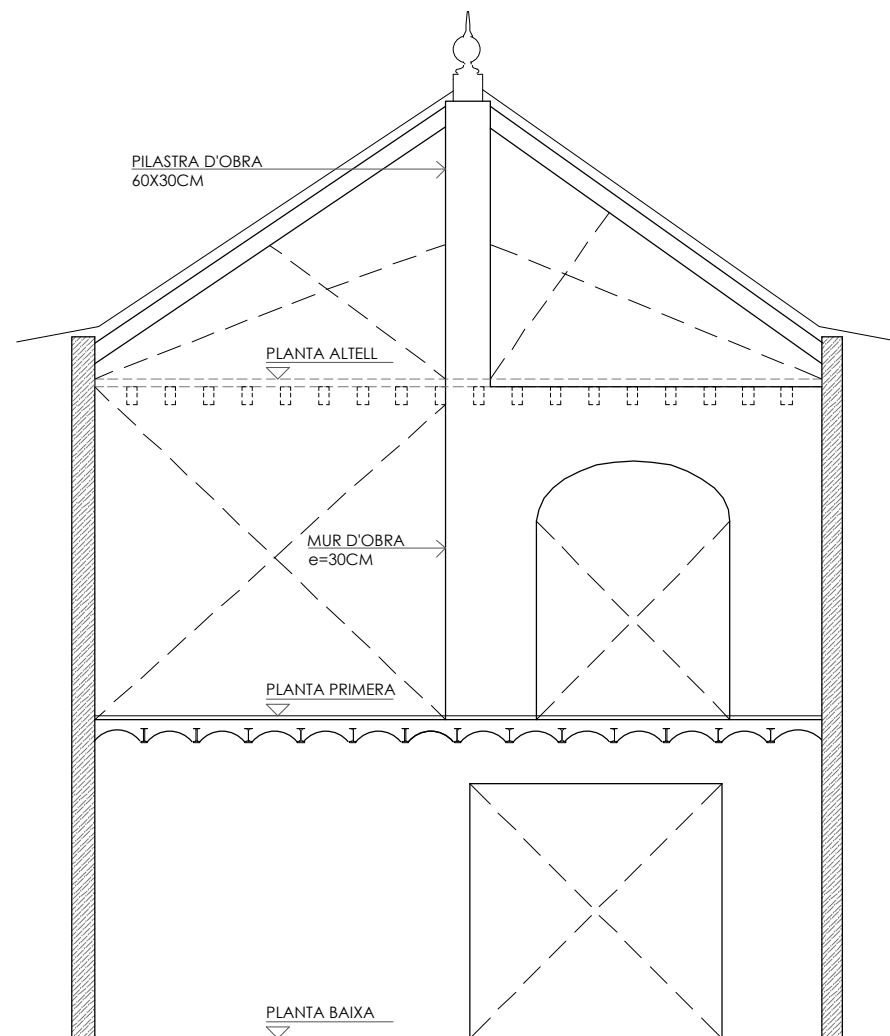 PILASTRA D'OBRA
60X30CM
PLANTA ALTELL
MUR D'OBRA
e=30CM
PLANTA PRIMERA
PLANTA BAIXA